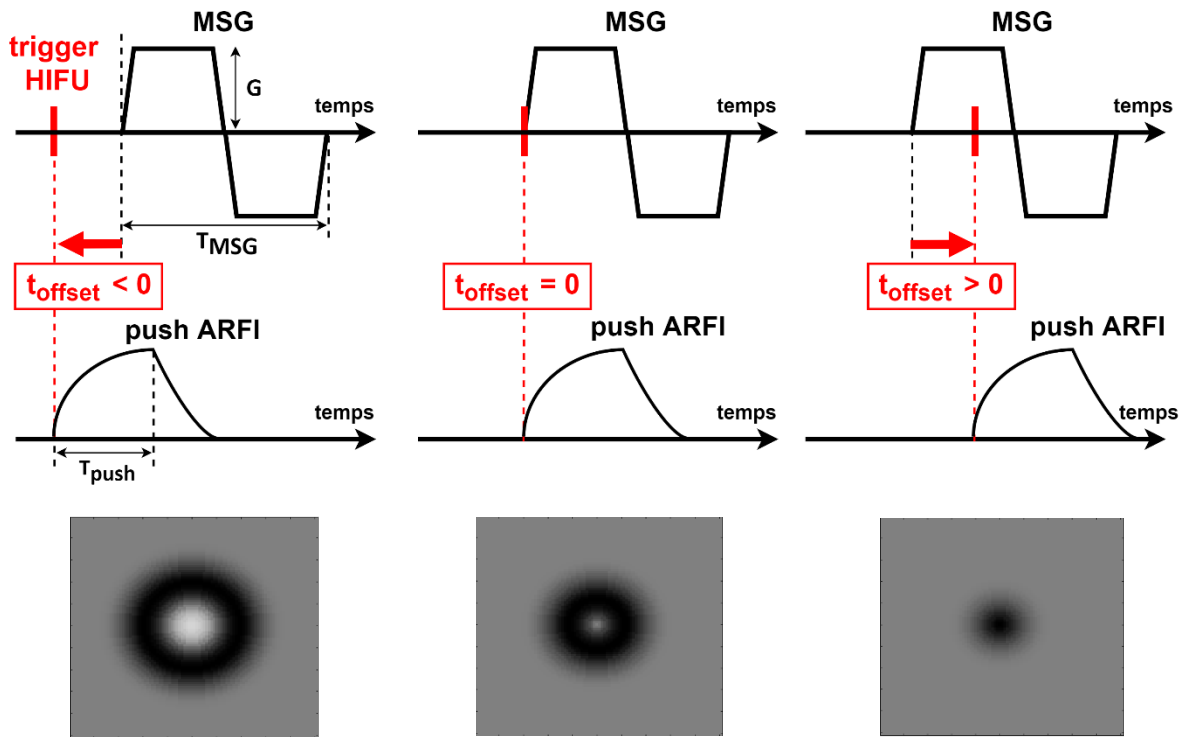 MSG
trigger
HIFU
G
temps
T_MSG
t_offset < 0
push ARFI
temps
T_push
MSG
temps
t_offset = 0
push ARFI
temps
MSG
temps
t_offset > 0
push ARFI
temps